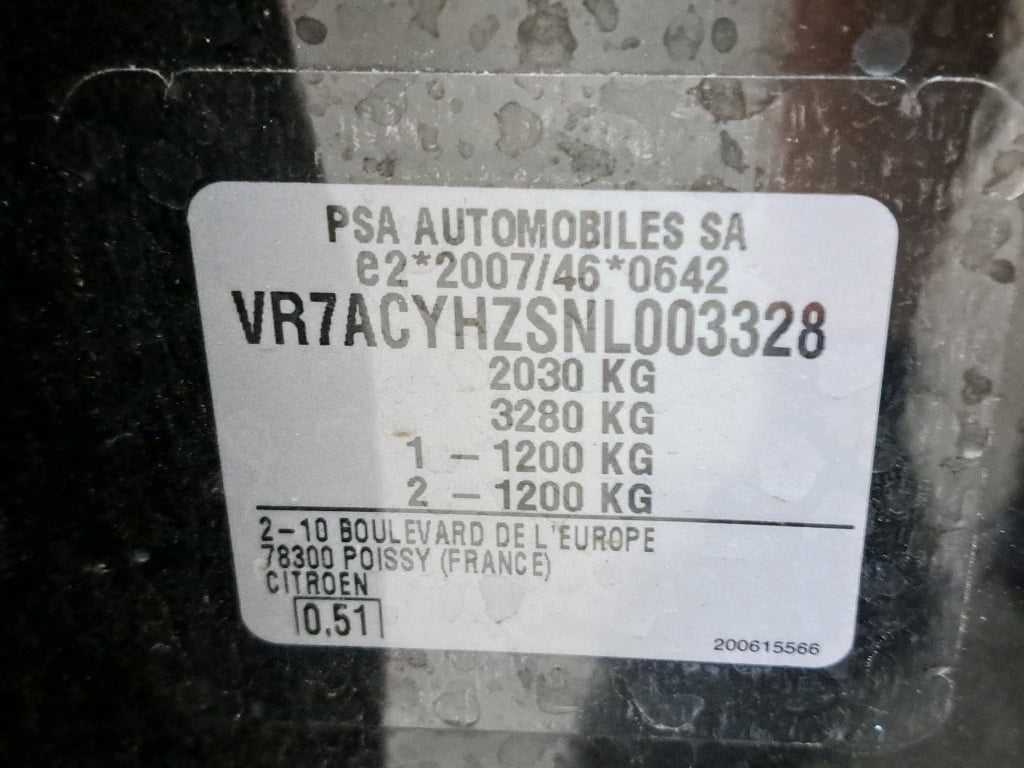 PSA AUTOMOBILES SA
e2*2007/46*0642
VR7ACYHZSNL003328
2030 KG
3280 KG
1 – 1200 KG
2 – 1200 KG
2–10 BOULEVARD DE L'EUROPE
78300 POISSY (FRANCE)
CITROEN
0.51
200615566